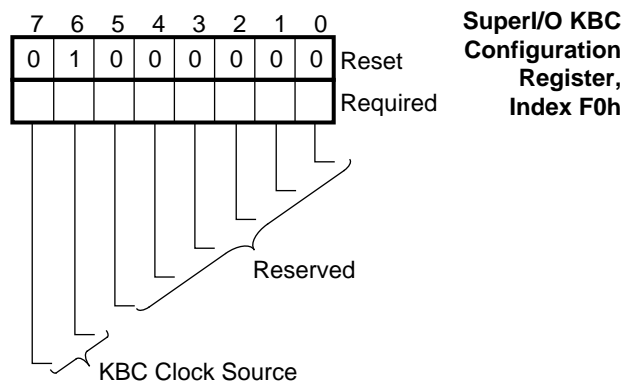 7 6 5 4 3 2 1 0
0 1 0 0 0 0 0 0 Reset
Required
SuperI/O KBC
Configuration
Register,
Index F0h
Reserved
KBC Clock Source